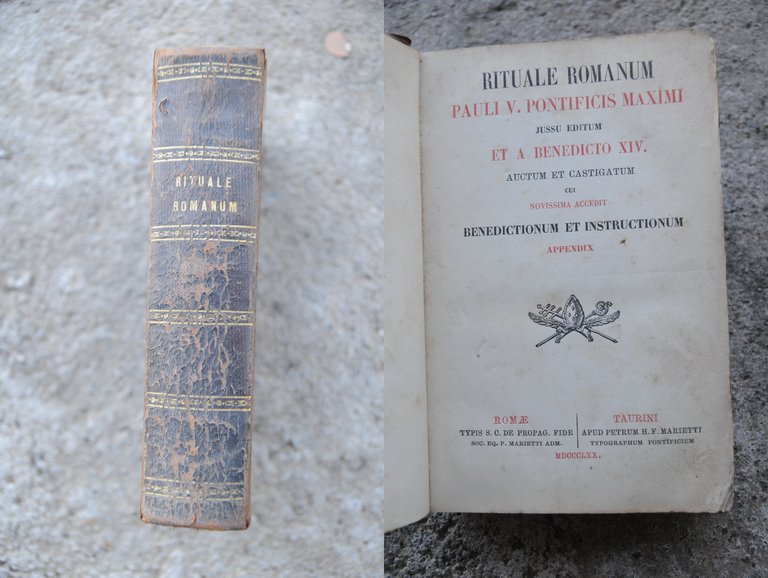 RITUALE
ROMANUM
RITUALE ROMANUM
PAULI V. PONTIFICIS MAXIMI
JUSSU EDITUM
ET A BENEDICTO XIV.
AUCTUM ET CASTIGATUM
CUI
NOVISSIMA ACCEDIT
BENEDICTIONUM ET INSTRUCTIONUM
APPENDIX
ROMÆ
TYPIS S. C. DE PROPAG. FIDE
SOC. EQ. P. MARIETTI ADM.
TAURINI
APUD PETRUM H. F. MARIETTI
TYPOGRAPHUM PONTIFICIUM
MDCCCLXX.